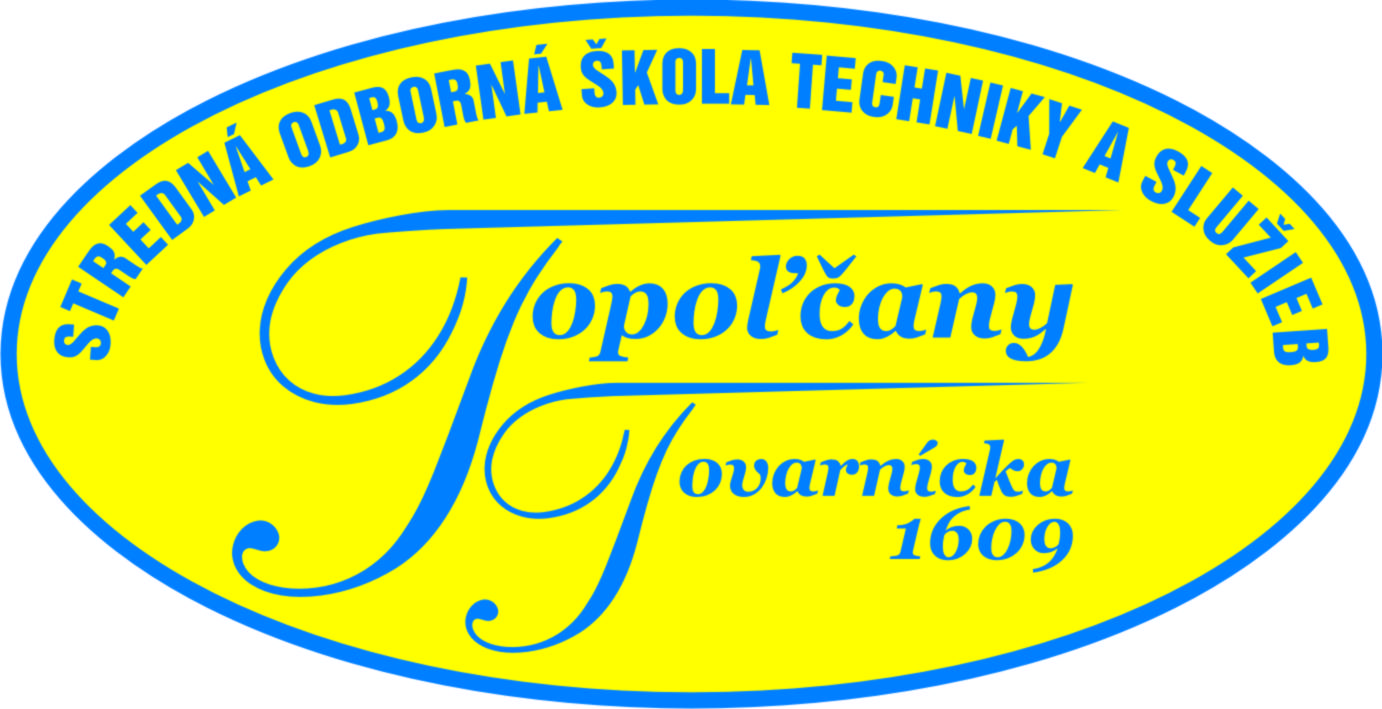 STREDNÁ ODBORNÁ ŠKOLA TECHNIKY A SLUŽIEB
Topoľčany
Tovarnícka
1609